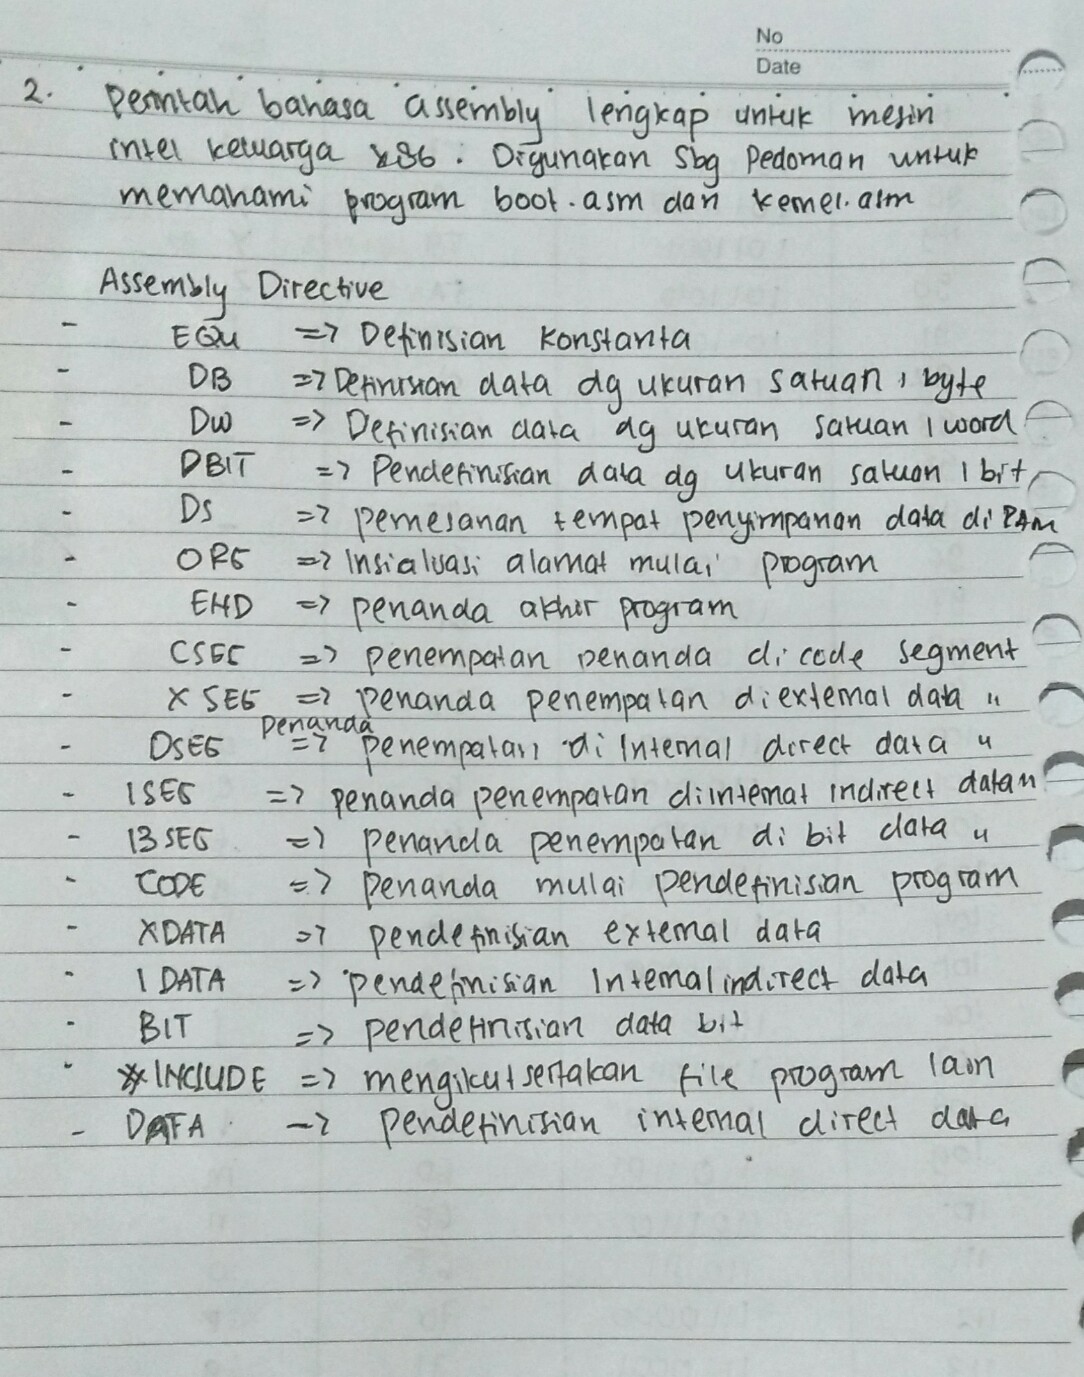 No
Date
2. Perintah bahasa assembly lengkap untuk mesin
intel keluarga x86. Digunakan sbg pedoman untuk
memahami program boot.asm dan kernel.asm
Assembly Directive
- EQU => Definisian konstanta
- DB => Definisian data dg ukuran satuan 1 byte
- DW => Definisian data dg ukuran satuan 1 word
- DBIT => Pendefinisian data dg ukuran satuan 1 bit
- DS => pemesanan tempat penyimpanan data di RAM
- ORG => Insialuasi alamat mulai program
- END => penanda akhir program
- CSEG => penempatan penanda di code segment
- XSEG => penanda penempatan di external data "
- DSEG => penanda penempatan di internal direct data "
- ISEG => penanda penempatan di internal indirect data "
- BSEG => penanda penempatan di bit data "
- CODE => penanda mulai pendefinisian program
- XDATA => pendefinisian external data
- IDATA => pendefinisian Internal indirect data
- BIT => pendefinisian data bit
- #INCLUDE => mengikutsertakan file program lain
- DATA => pendefinisian internal direct data